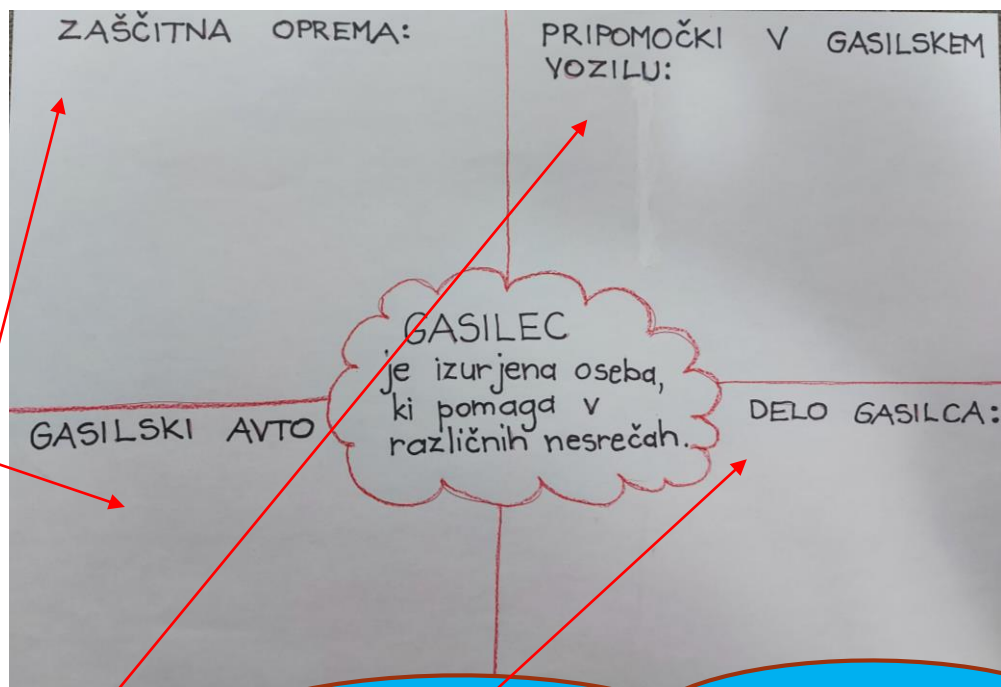 ZAŠČITNA OPREMA:
PRIPOMOČKI V GASILSKEM
VOZILU:
GASILEC
je izurjena oseba,
ki pomaga v
različnih nesrečah.
GASILSKI AVTO
DELO GASILCA: